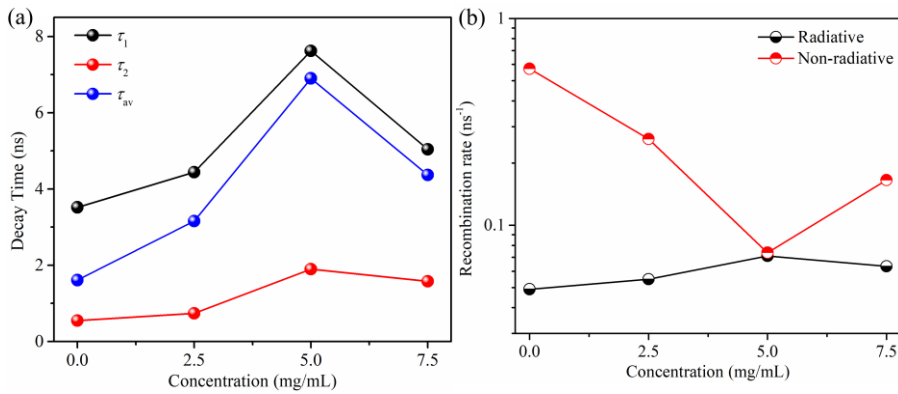 (a)
τ1
τ2
τav
Decay Time (ns)
8
6
4
2
0
0.0 2.5 5.0 7.5
Concentration (mg/mL)
(b)
Radiative
Non-radiative
Recombination rate (ns-1)
1
0.1
0.0 2.5 5.0 7.5
Concentration (mg/mL)